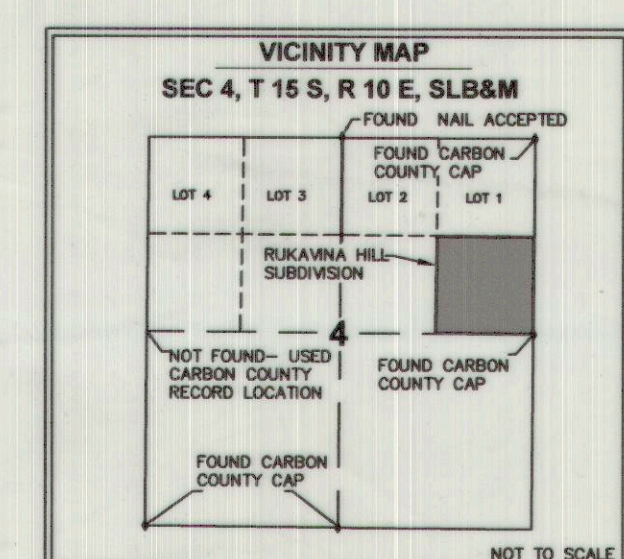 VICINITY MAP
SEC 4, T 15 S, R 10 E, SLB&M
FOUND NAIL ACCEPTED
FOUND CARBON
COUNTY CAP
LOT 4
LOT 3
LOT 2
LOT 1
RUKAVINA HILL
SUBDIVISION
4
NOT FOUND- USED
CARBON COUNTY
RECORD LOCATION
FOUND CARBON
COUNTY CAP
FOUND CARBON
COUNTY CAP
NOT TO SCALE